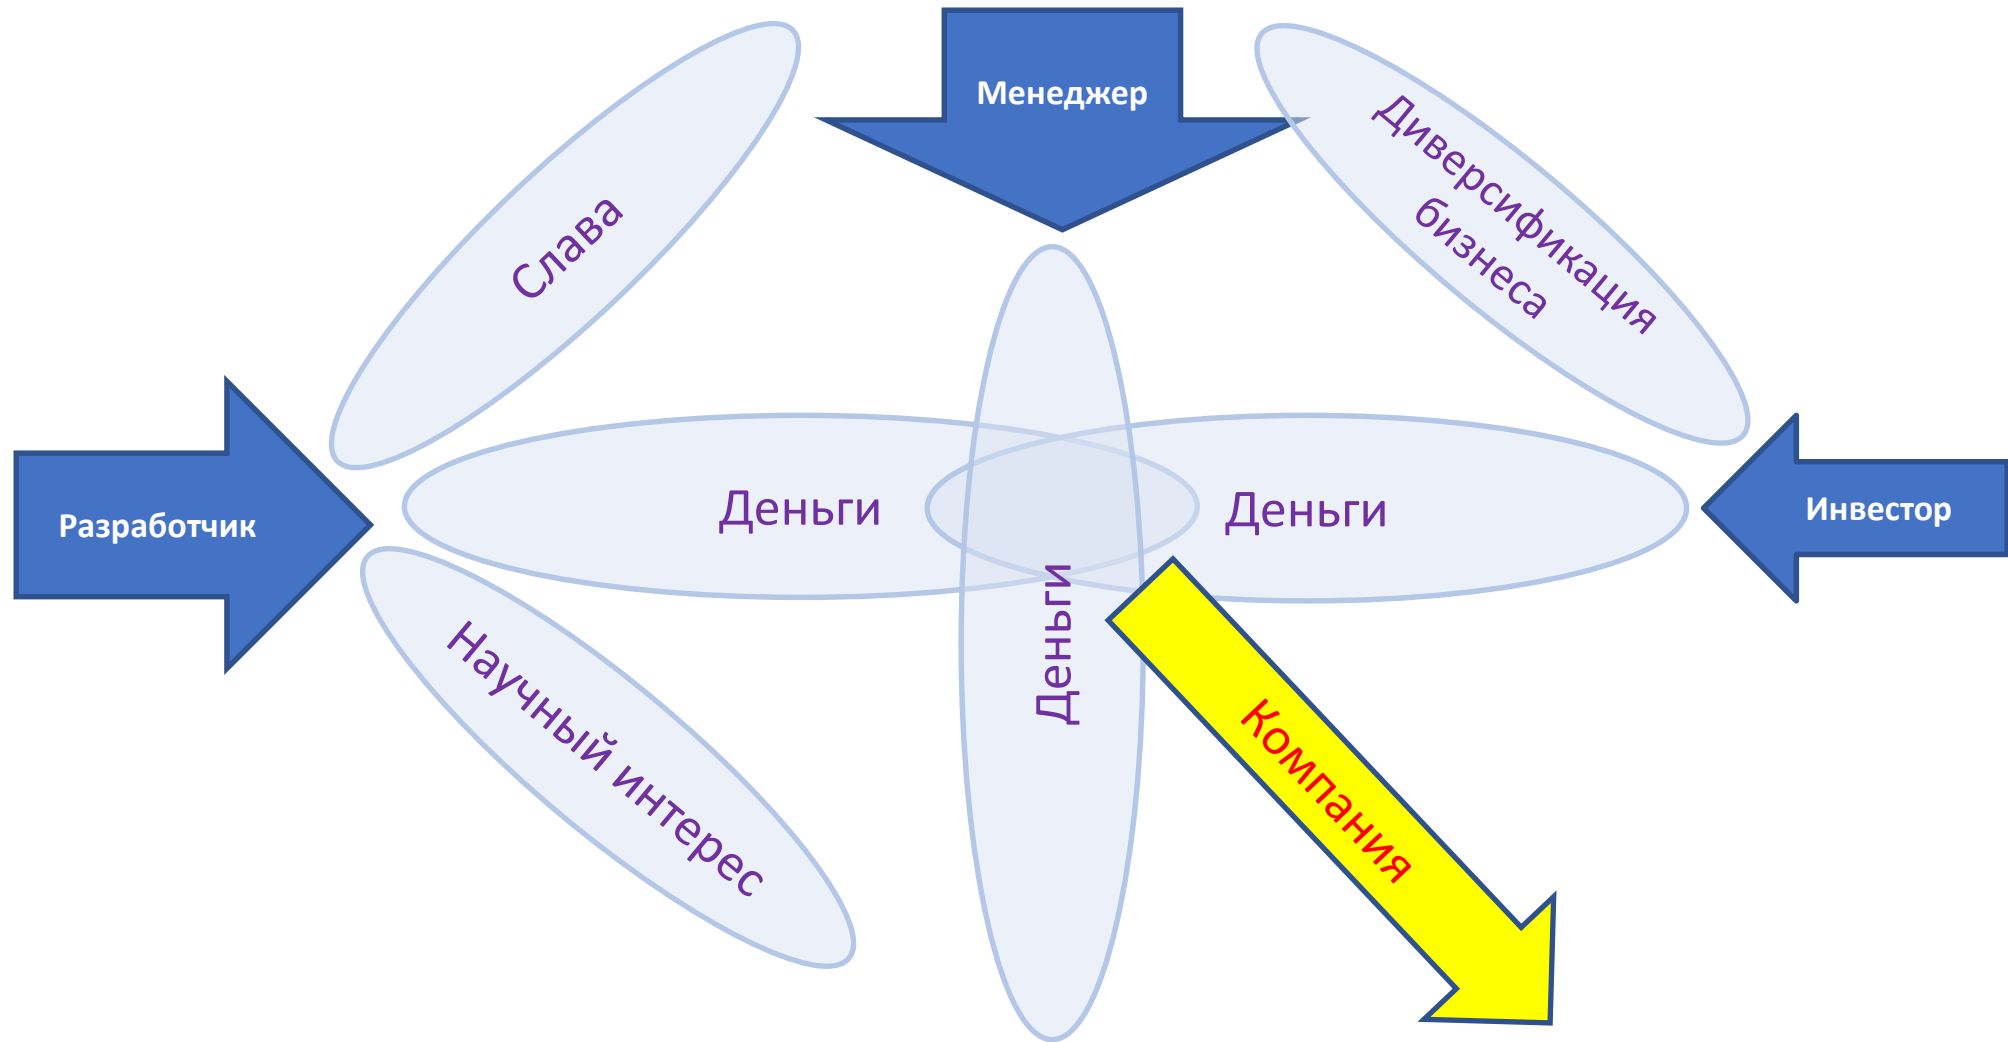 Менеджер
Слава
Диверсификация
бизнеса
Разработчик
Деньги
Деньги
Инвестор
Деньги
Научный интерес
Компания